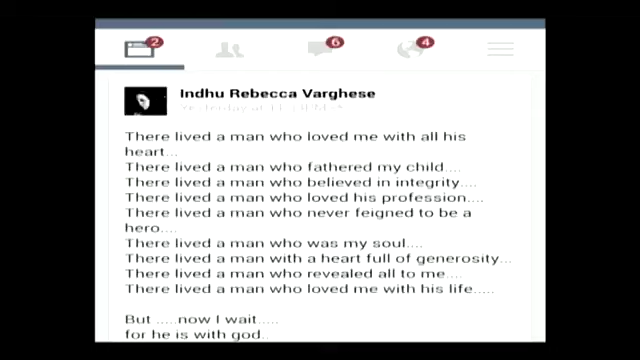 2
6
4
Indhu Rebecca Varghese
Yesterday at
There lived a man who loved me with all his
heart...
There lived a man who fathered my child....
There lived a man who believed in integrity....
There lived a man who loved his profession....
There lived a man who never feigned to be a
hero....
There lived a man who was my soul....
There lived a man with a heart full of generosity...
There lived a man who revealed all to me....
There lived a man who loved me with his life.....
But .....now I wait.....
for he is with god..